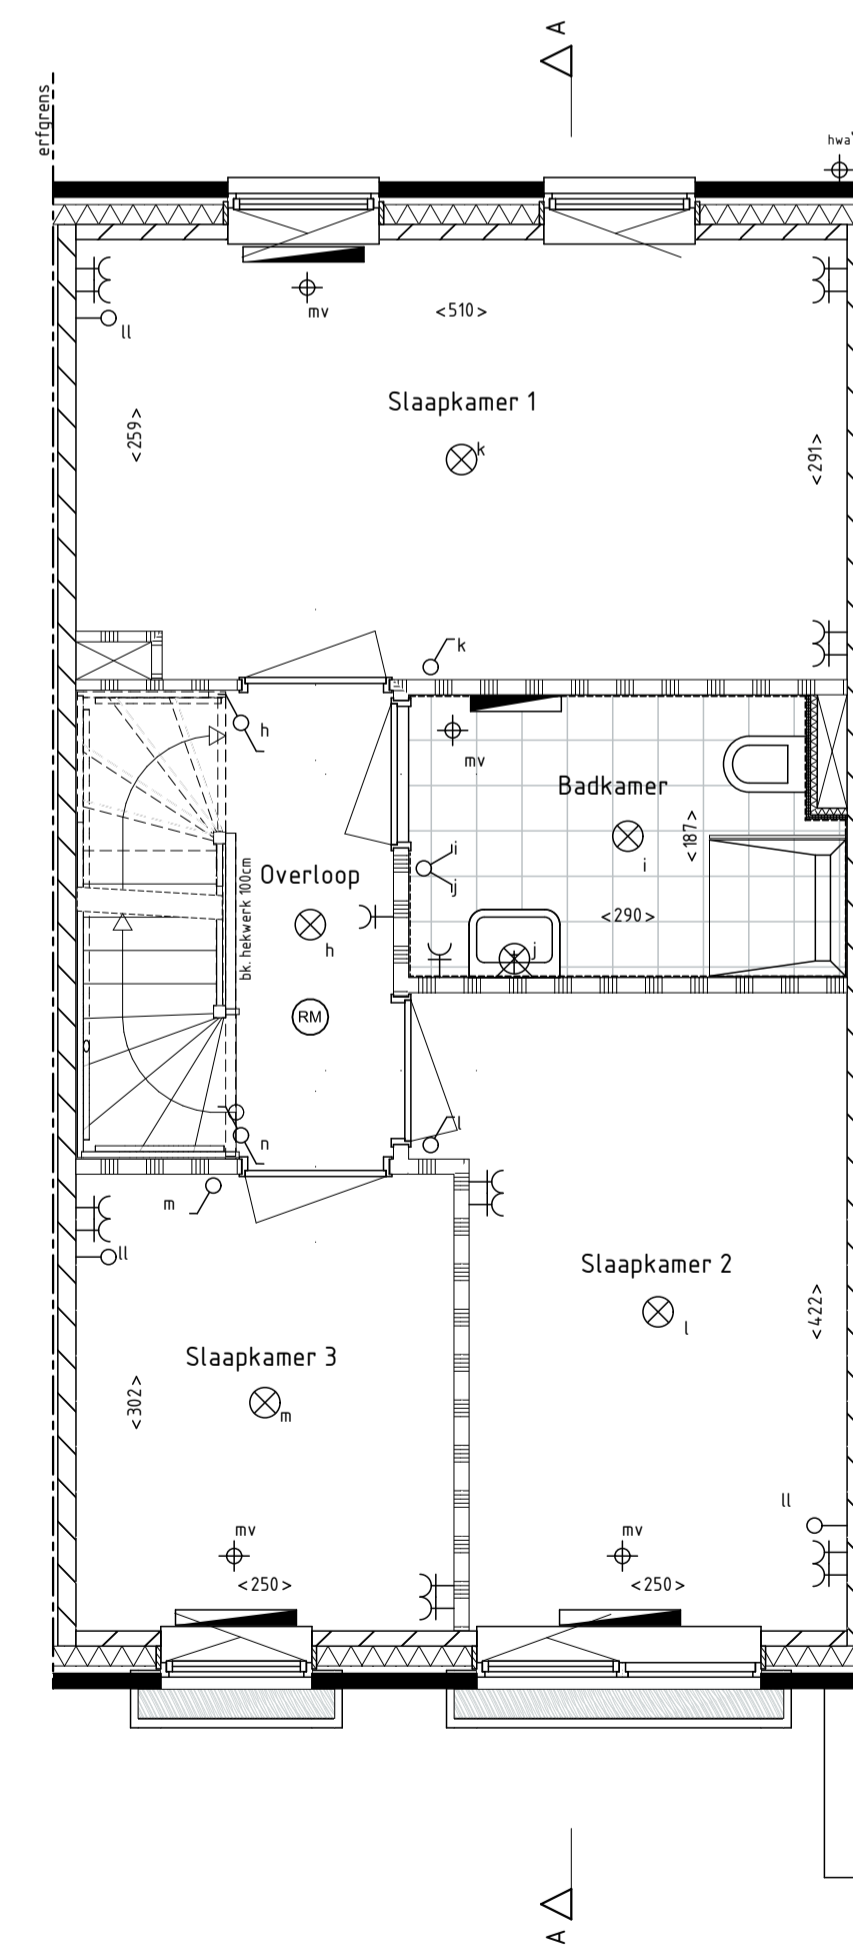 A
erfgrens
hwa
mv
ll
<510>
Slaapkamer 1
k
<259>
<291>
k
h
mv
Badkamer
i
<187>
i
j
Overloop
bk. hekwerk 100cm
h
<290>
j
RM
l
n
m
ll
Slaapkamer 2
l
<422>
Slaapkamer 3
m
<302>
ll
mv
mv
<250>
<250>
A